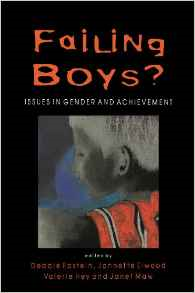 Failing
Boys?
ISSUES IN GENDER AND ACHIEVEMENT
edited by
Debbie Epstein, Jannette Elwood
Valerie Hey and Janet Maw